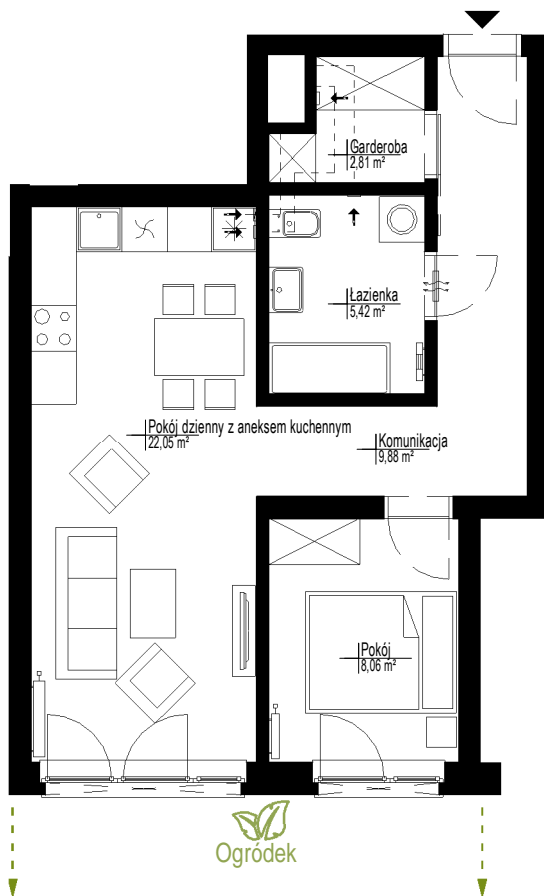 Garderoba
2,81 m²
Łazienka
5,42 m²
Pokój dzienny z aneksem kuchennym
22,05 m²
Komunikacja
9,88 m²
Pokój
8,06 m²
Ogródek